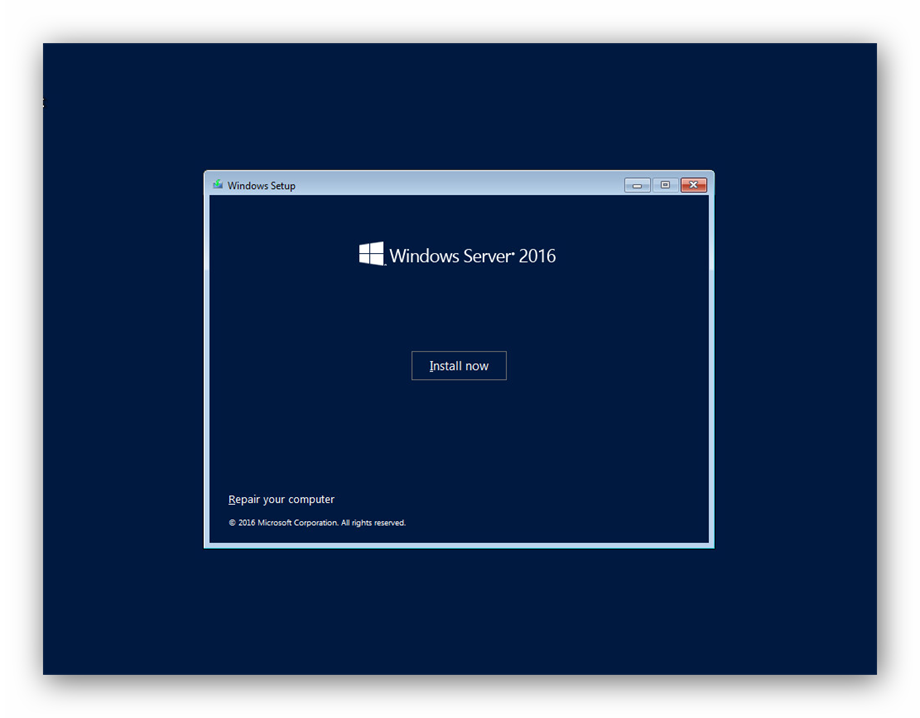 Windows Setup
Windows Server® 2016
Install now
Repair your computer
© 2016 Microsoft Corporation. All rights reserved.